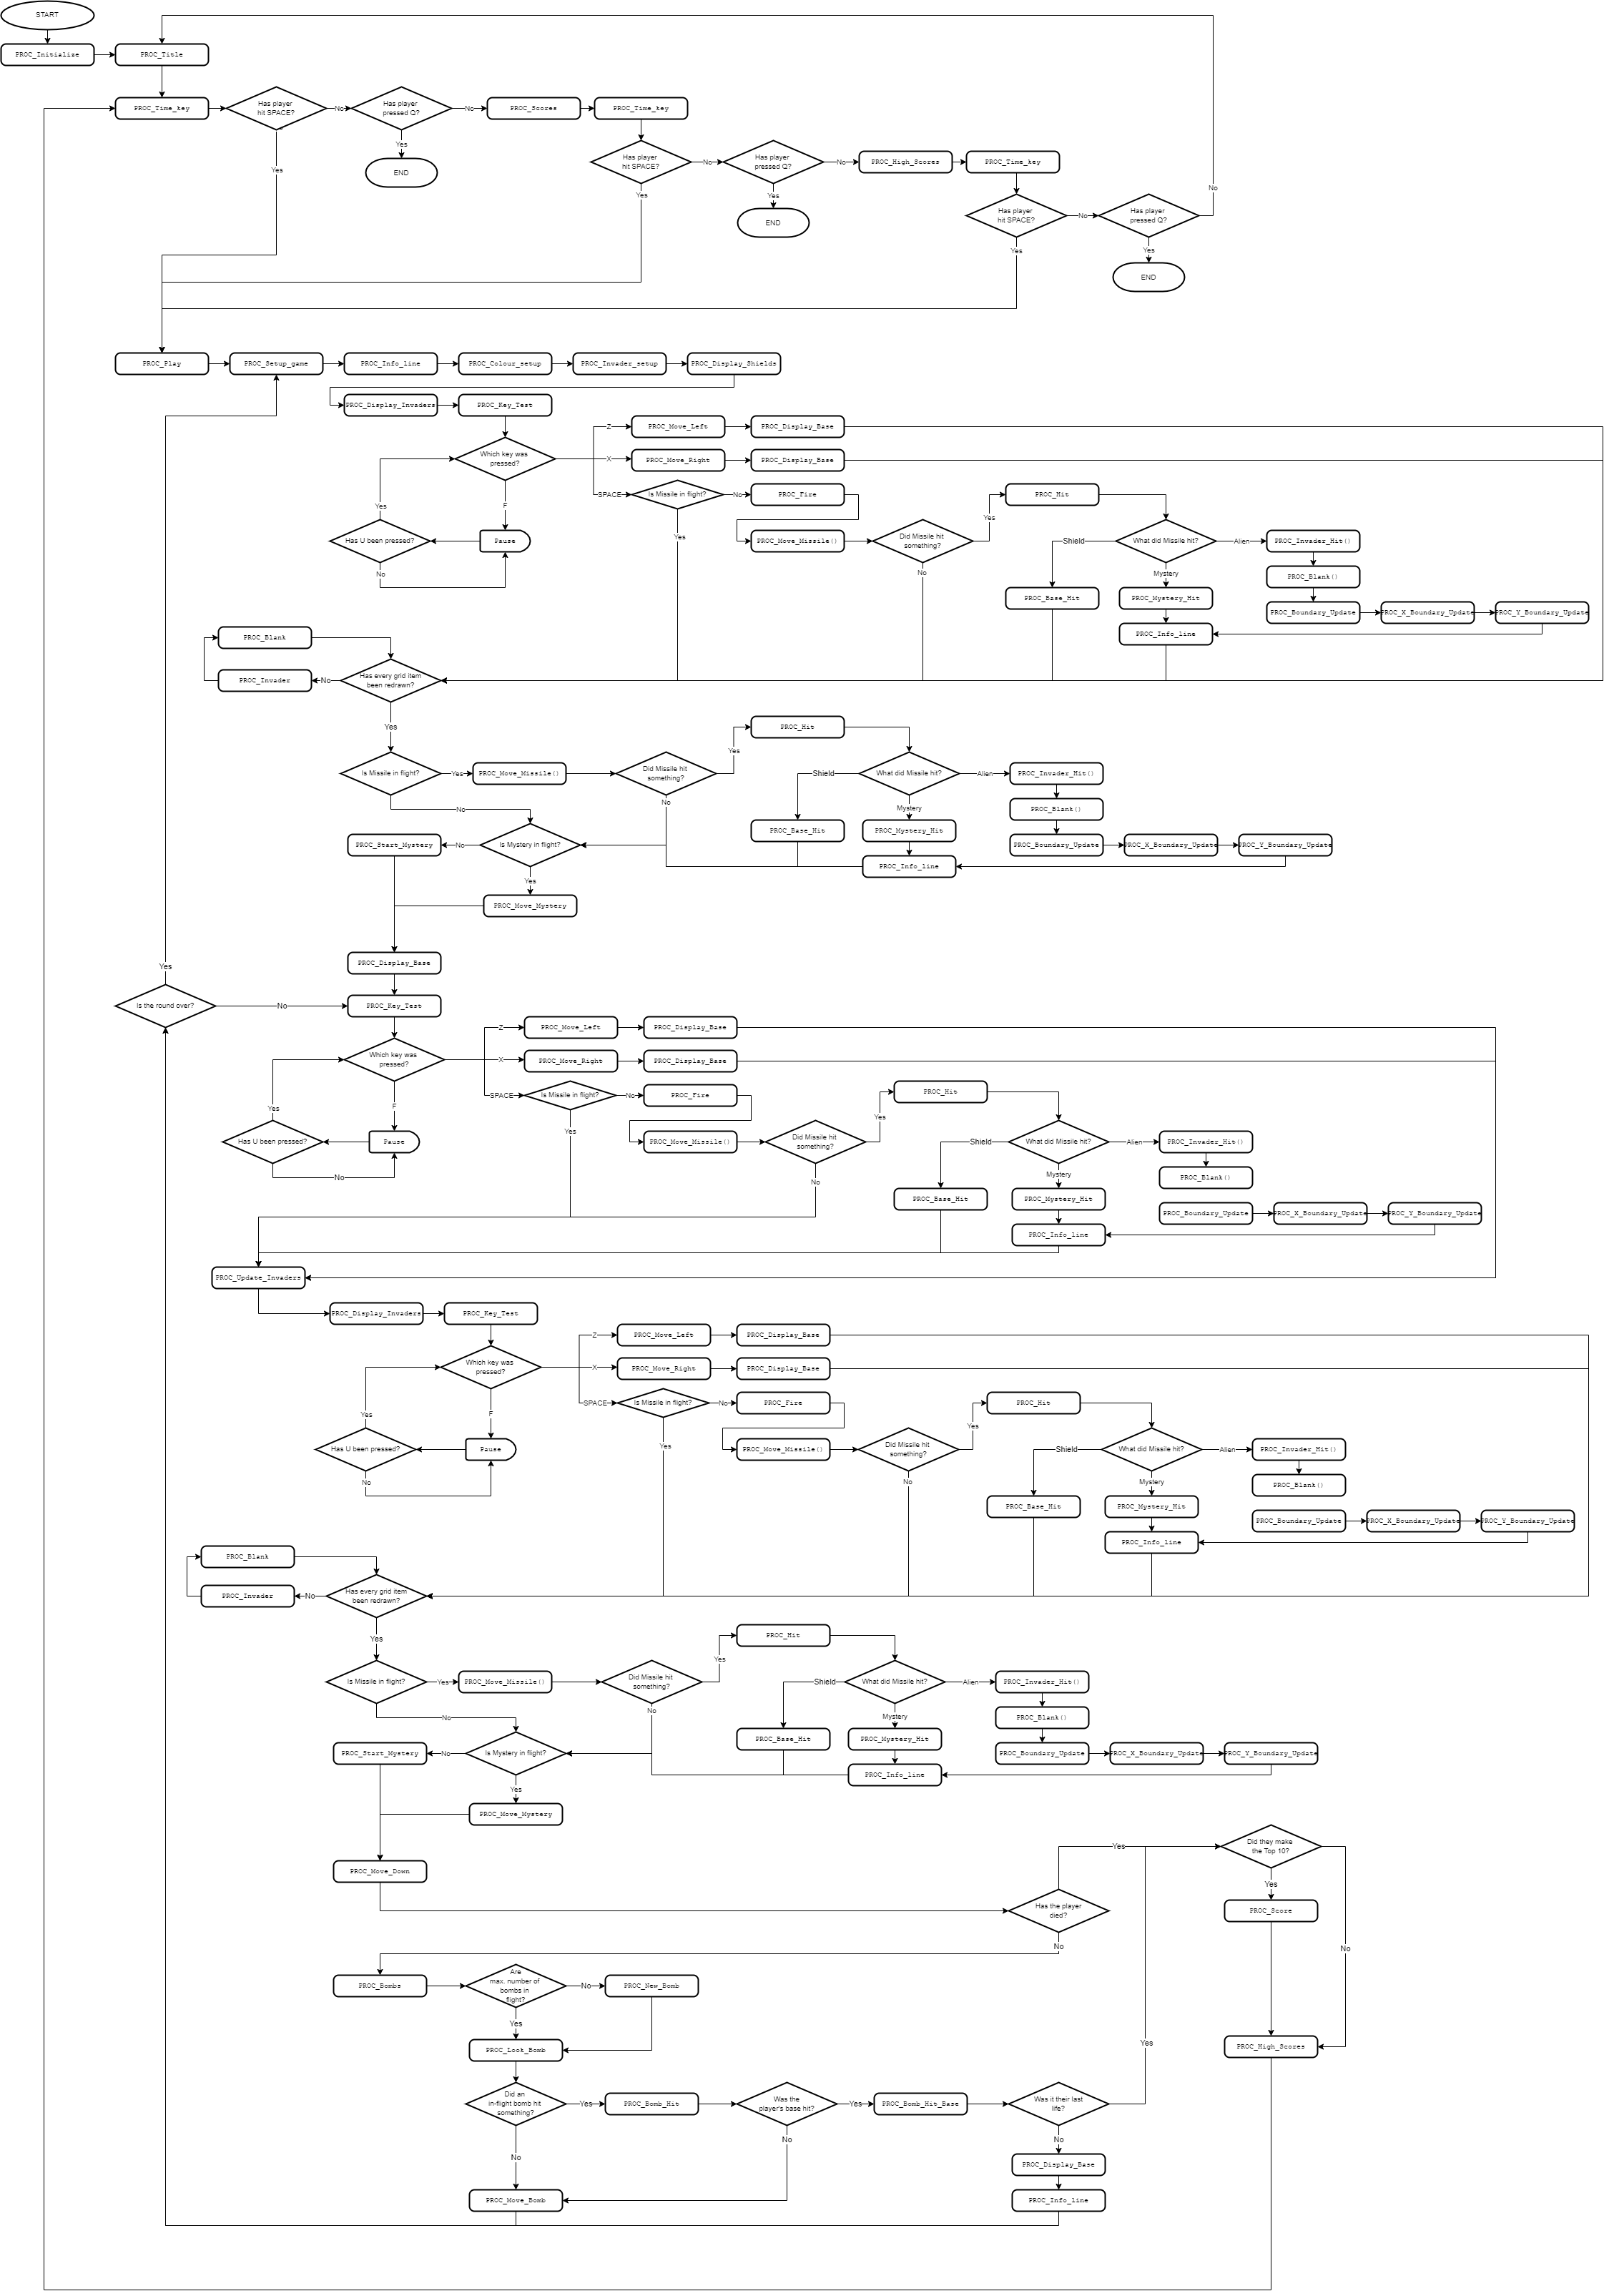 START
PROC_Initialise
PROC_Title
PROC_Time_key
Has player
hit SPACE?
No
Has player
pressed Q?
No
PROC_Scores
PROC_Time_key
Yes
Yes
END
Has player
hit SPACE?
No
Has player
pressed Q?
No
PROC_High_Scores
PROC_Time_key
Yes
Yes
END
Has player
hit SPACE?
No
Has player
pressed Q?
No
Yes
Yes
END
PROC_Play
PROC_Setup_game
PROC_Info_line
PROC_Colour_setup
PROC_Invader_setup
PROC_Display_Shields
PROC_Display_Invaders
PROC_Key_Test
Which key was
pressed?
Z
PROC_Move_Left
PROC_Display_Base
X
PROC_Move_Right
PROC_Display_Base
SPACE
Is Missile in flight?
No
PROC_Fire
Yes
F
Yes
Has U been pressed?
Pause
No
PROC_Move_Missile()
Did Missile hit
something?
Yes
No
PROC_Hit
What did Missile hit?
Shield
Alien
Mystery
PROC_Invader_Hit()
PROC_Blank()
PROC_Base_Hit
PROC_Mystery_Hit
PROC_Boundary_Update
PROC_X_Boundary_Update
PROC_Y_Boundary_Update
PROC_Info_line
PROC_Blank
PROC_Invader
No
Has every grid item
been redrawn?
Yes
Is Missile in flight?
Yes
PROC_Move_Missile()
Did Missile hit
something?
Yes
No
PROC_Hit
What did Missile hit?
Shield
Alien
Mystery
PROC_Invader_Hit()
PROC_Blank()
PROC_Base_Hit
PROC_Mystery_Hit
PROC_Boundary_Update
PROC_X_Boundary_Update
PROC_Y_Boundary_Update
PROC_Info_line
No
PROC_Start_Mystery
No
Is Mystery in flight?
Yes
PROC_Move_Mystery
PROC_Display_Base
Yes
Is the round over?
No
PROC_Key_Test
Which key was
pressed?
Z
PROC_Move_Left
PROC_Display_Base
X
PROC_Move_Right
PROC_Display_Base
SPACE
Is Missile in flight?
No
PROC_Fire
Yes
F
Yes
Has U been pressed?
Pause
No
PROC_Move_Missile()
Did Missile hit
something?
Yes
No
PROC_Hit
What did Missile hit?
Shield
Alien
Mystery
PROC_Invader_Hit()
PROC_Blank()
PROC_Base_Hit
PROC_Mystery_Hit
PROC_Boundary_Update
PROC_X_Boundary_Update
PROC_Y_Boundary_Update
PROC_Info_line
PROC_Update_Invaders
PROC_Display_Invaders
PROC_Key_Test
Which key was
pressed?
Z
PROC_Move_Left
PROC_Display_Base
X
PROC_Move_Right
PROC_Display_Base
SPACE
Is Missile in flight?
No
PROC_Fire
Yes
F
Yes
Has U been pressed?
Pause
No
PROC_Move_Missile()
Did Missile hit
something?
Yes
No
PROC_Hit
What did Missile hit?
Shield
Alien
Mystery
PROC_Invader_Hit()
PROC_Blank()
PROC_Base_Hit
PROC_Mystery_Hit
PROC_Boundary_Update
PROC_X_Boundary_Update
PROC_Y_Boundary_Update
PROC_Info_line
PROC_Blank
PROC_Invader
No
Has every grid item
been redrawn?
Yes
Is Missile in flight?
Yes
PROC_Move_Missile()
Did Missile hit
something?
Yes
No
PROC_Hit
What did Missile hit?
Shield
Alien
Mystery
PROC_Invader_Hit()
PROC_Blank()
PROC_Base_Hit
PROC_Mystery_Hit
PROC_Boundary_Update
PROC_X_Boundary_Update
PROC_Y_Boundary_Update
PROC_Info_line
No
PROC_Start_Mystery
No
Is Mystery in flight?
Yes
PROC_Move_Mystery
PROC_Move_Down
Has the player
died?
Yes
No
Did they make
the Top 10?
Yes
No
PROC_Score
PROC_High_Scores
PROC_Bombs
Are
max. number of
bombs in
flight?
No
PROC_New_Bomb
Yes
PROC_Look_Bomb
Did an
in-flight bomb hit
something?
Yes
PROC_Bomb_Hit
Was the
player's base hit?
Yes
PROC_Bomb_Hit_Base
Was it their last
life?
Yes
No
No
No
PROC_Display_Base
PROC_Move_Bomb
PROC_Info_line